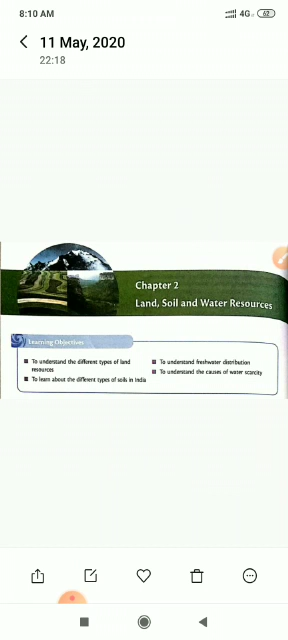 8:10 AM
4G
62
11 May, 2020
22:18
Chapter 2
Land, Soil and Water Resources
Learning Objectives
To understand the different types of land
resources
To learn about the different types of soils in India
To understand freshwater distribution
To understand the causes of water scarcity